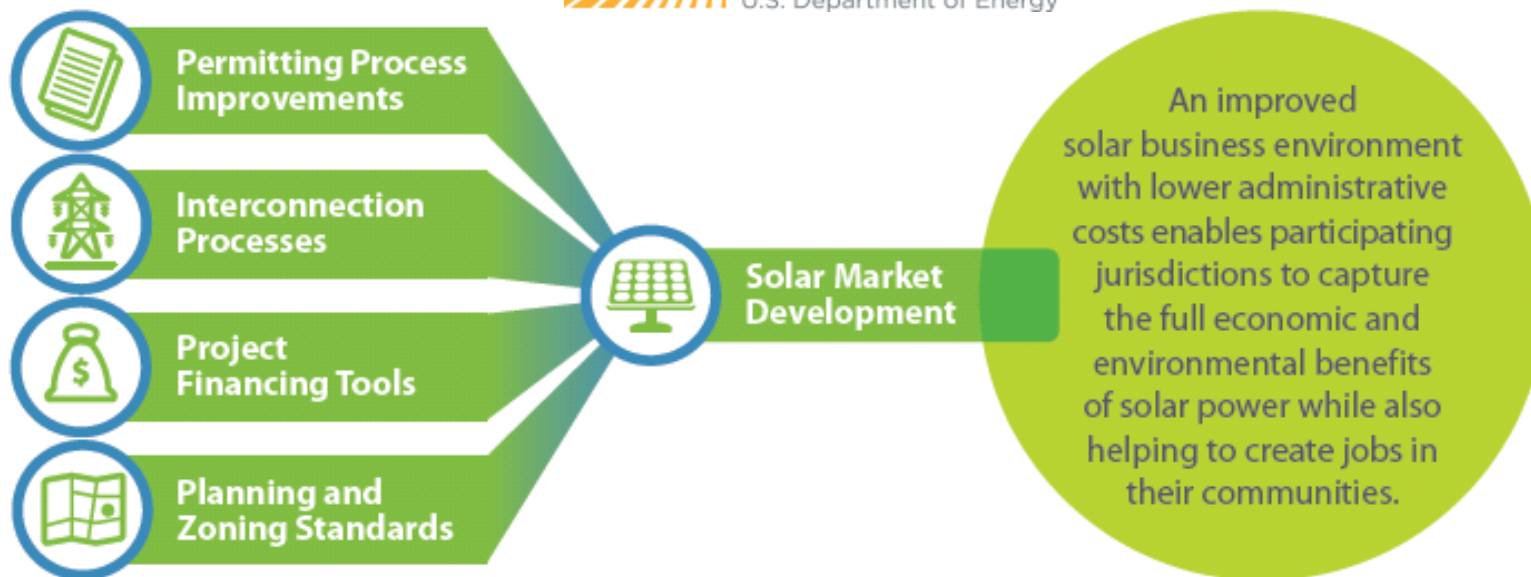 U.S. Department of Energy
Permitting Process
Improvements
Interconnection
Processes
$
Project
Financing Tools
Planning and
Zoning Standards
Solar Market
Development
An improved
solar business environment
with lower administrative
costs enables participating
jurisdictions to capture
the full economic and
environmental benefits
of solar power while also
helping to create jobs in
their communities.